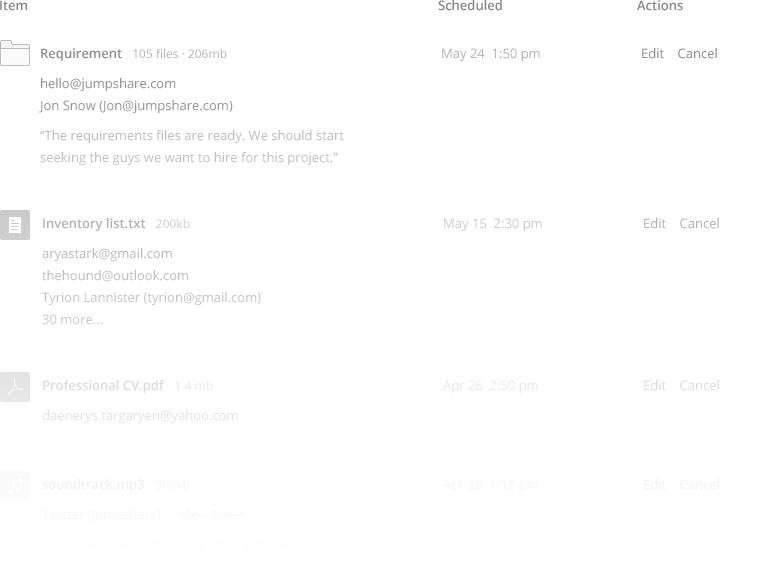 Item Scheduled Actions
Requirement 105 files · 206mb May 24 1:50 pm Edit Cancel
hello@jumpshare.com
Jon Snow (Jon@jumpshare.com)
“The requirements files are ready. We should start
seeking the guys we want to hire for this project.”
Inventory list.txt 200kb May 15 2:30 pm Edit Cancel
aryastark@gmail.com
thehound@outlook.com
Tyrion Lannister (tyrion@gmail.com)
30 more...
Professional CV.pdf 1.4 mb Apr 26 2:50 pm Edit Cancel
daenerys.targaryen@yahoo.com
soundtrack.mp3 300kb Apr 20 1:13 pm Edit Cancel
Twitter (Jumpshare) View Tweet